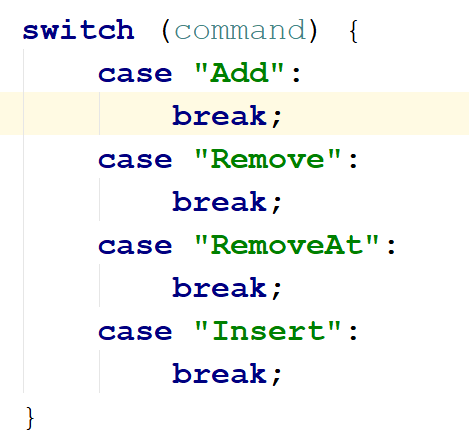 switch (command) {
    case "Add":
        break;
    case "Remove":
        break;
    case "RemoveAt":
        break;
    case "Insert":
        break;
}